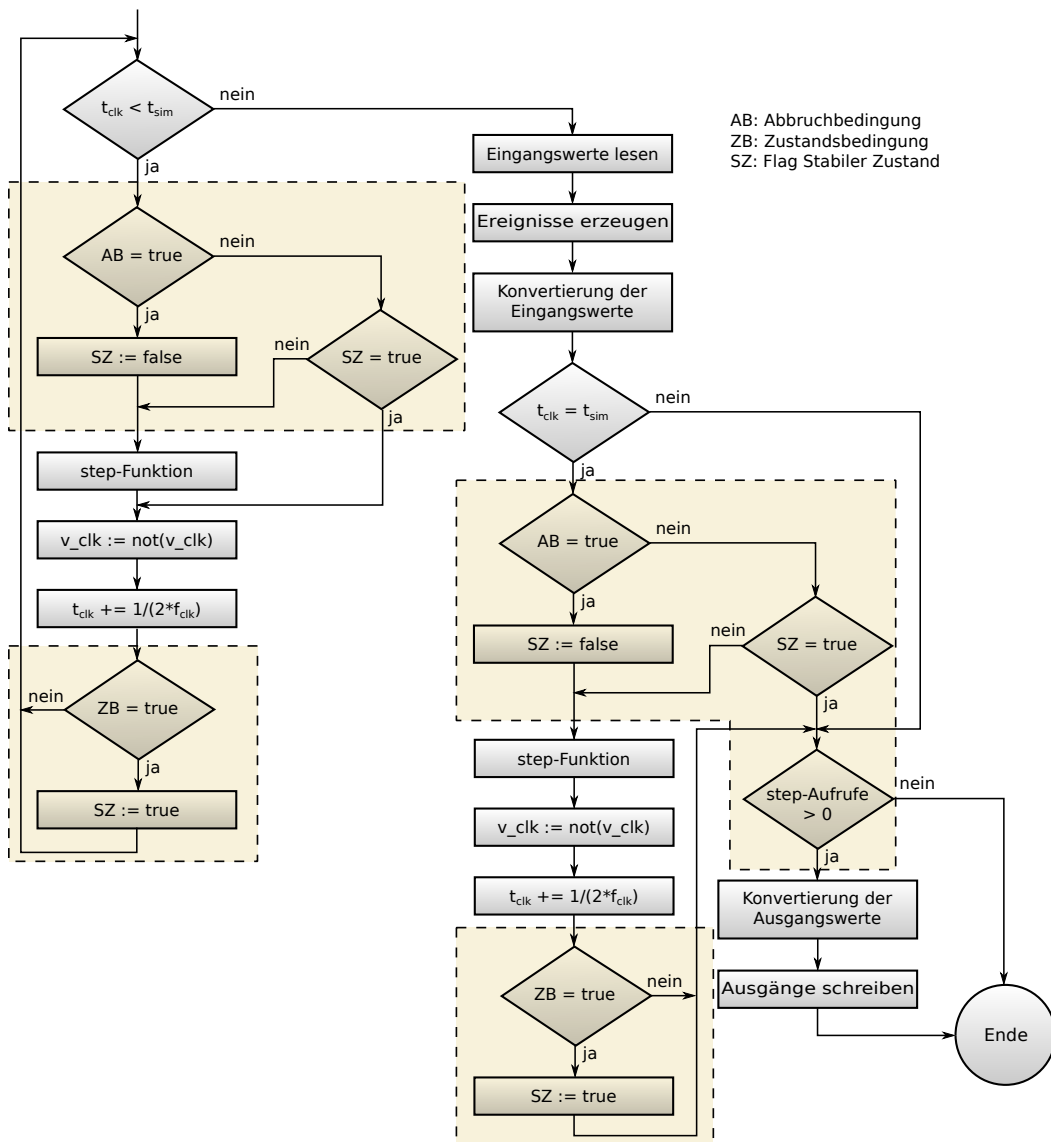 t_clk < t_sim
nein
ja
AB = true
nein
ja
SZ := false
nein
SZ = true
ja
step-Funktion
v_clk := not(v_clk)
t_clk += 1/(2*f_clk)
nein
ZB = true
ja
SZ := true
AB: Abbruchbedingung
ZB: Zustandsbedingung
SZ: Flag Stabiler Zustand
Eingangswerte lesen
Ereignisse erzeugen
Konvertierung der
Eingangswerte
t_clk = t_sim
nein
ja
AB = true
nein
ja
SZ := false
nein
SZ = true
ja
step-Funktion
v_clk := not(v_clk)
t_clk += 1/(2*f_clk)
ZB = true
nein
ja
SZ := true
step-Aufrufe
> 0
nein
ja
Konvertierung der
Ausgangswerte
Ausgänge schreiben
Ende